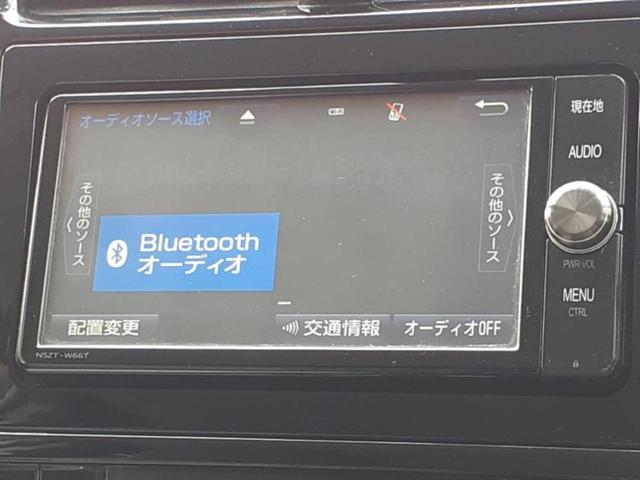 オーディオソース選択
Wi-Fi
現在地
AUDIO
その他のソース
その他のソース
Bluetooth
オーディオ
PWR·VOL
MENU
CTRL
配置変更
交通情報
オーディオOFF
NSZT-W66T